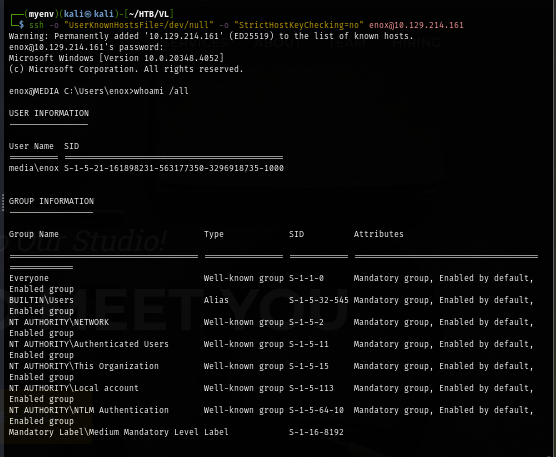 ┌──(myenv)(kali㉿kali)-[~/HTB/VL]
└─$ ssh -o "UserKnownHostsFile=/dev/null" -o "StrictHostKeyChecking=no" enox@10.129.214.161
Warning: Permanently added '10.129.214.161' (ED25519) to the list of known hosts.
enox@10.129.214.161's password:
Microsoft Windows [Version 10.0.20348.4052]
(c) Microsoft Corporation. All rights reserved.
enox@MEDIA C:\Users\enox>whoami /all
USER INFORMATION
User Name SID
media\enox S-1-5-21-161898231-563177350-3296918735-1000
GROUP INFORMATION
o Our Studio!
Group Name Type SID Attributes
Everyone Well-known group S-1-1-0 Mandatory group, Enabled by default,
Enabled group
BUILTIN\Users Alias S-1-5-32-545 Mandatory group, Enabled by default,
Enabled group
MEET YOU
NT AUTHORITY\NETWORK Well-known group S-1-5-2 Mandatory group, Enabled by default,
Enabled group
NT AUTHORITY\Authenticated Users Well-known group S-1-5-11 Mandatory group, Enabled by default,
Enabled group
NT AUTHORITY\This Organization Well-known group S-1-5-15 Mandatory group, Enabled by default,
Enabled group
NT AUTHORITY\Local account Well-known group S-1-5-113 Mandatory group, Enabled by default,
Enabled group
NT AUTHORITY\NTLM Authentication Well-known group S-1-5-64-10 Mandatory group, Enabled by default,
Enabled group
Mandatory Label\Medium Mandatory Level Label S-1-16-8192